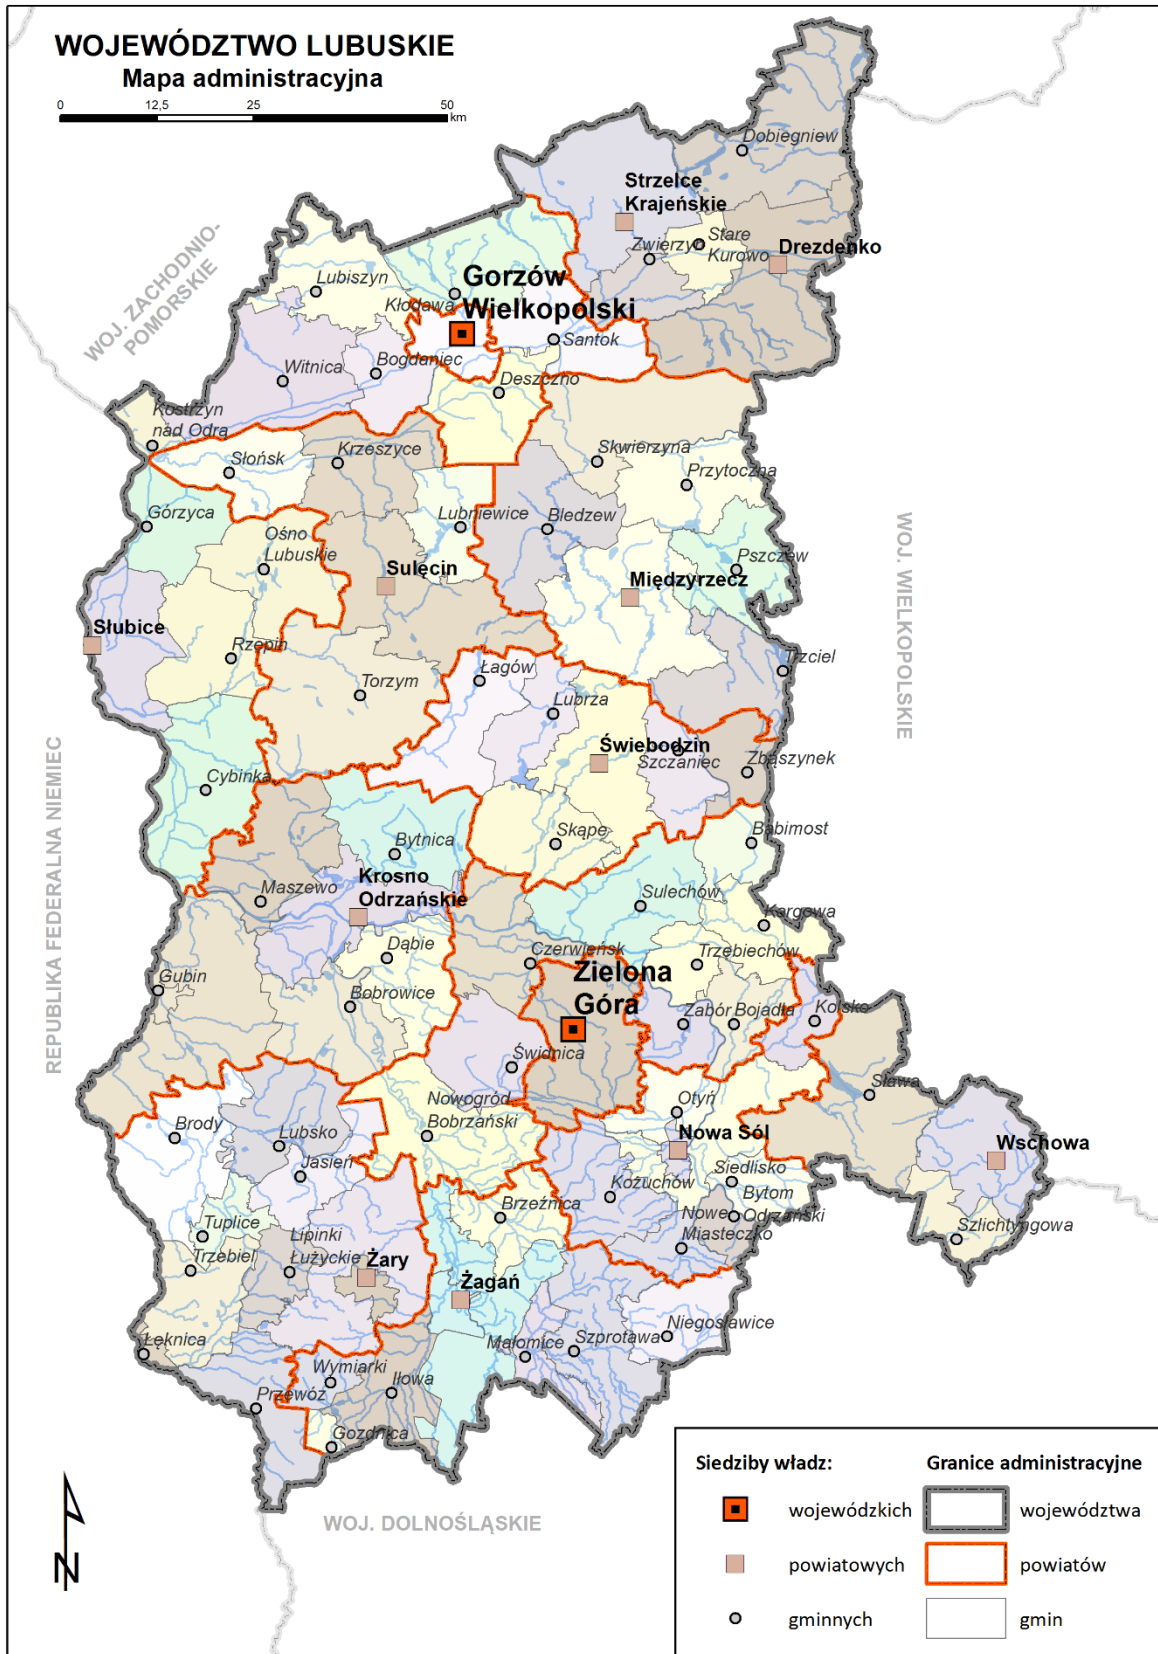 WOJEWÓDZTWO LUBUSKIE
Mapa administracyjna
0 12,5 25 50
km
Dobiegniew
Strzelce
Krajeńskie
Zwierzyn
Stare
Kurowo
Drezdenko
WOJ. ZACHODNIO-
POMORSKIE
Lubiszyn
Kłodawa
Gorzów
Wielkopolski
Santok
Witnica
Bogdaniec
Deszczno
Kostrzyn
nad Odrą
Słońsk
Krzeszyce
Skwierzyna
Przytoczna
Górzyca
Ośno
Lubuskie
Lubniewice
Bledzew
Pszczew
Sulęcin
Międzyrzecz
WOJ. WIELKOPOLSKIE
Słubice
Rzepin
Torzym
Łagów
Trzciel
Lubrza
Świebodzin
Szczaniec
Zbąszynek
REPUBLIKA FEDERALNA NIEMIEC
Cybinka
Bytnica
Skąpe
Babimost
Krosno
Odrzańskie
Maszewo
Sulechów
Kargowa
Dąbie
Czerwieńsk
Trzebiechów
Gubin
Bobrowice
Zielona
Góra
Zabór
Bojadła
Kolsko
Świdnica
Sława
Nowogród
Bobrzański
Otyń
Brody
Lubsko
Nowa Sól
Wschowa
Jasień
Siedlisko
Kożuchów
Bytom
Odrzański
Brzeźnica
Nowe
Miasteczko
Szlichtyngowa
Tuplice
Lipinki
Łużyckie
Trzebiel
Żary
Żagań
Niegosławice
Łęknica
Małomice
Szprotawa
Wymiarki
Iłowa
Przewóz
Gozdnica
N
WOJ. DOLNOŚLĄSKIE
Siedziby władz:
Granice administracyjne
wojewódzkich
województwa
powiatowych
powiatów
gminnych
gmin